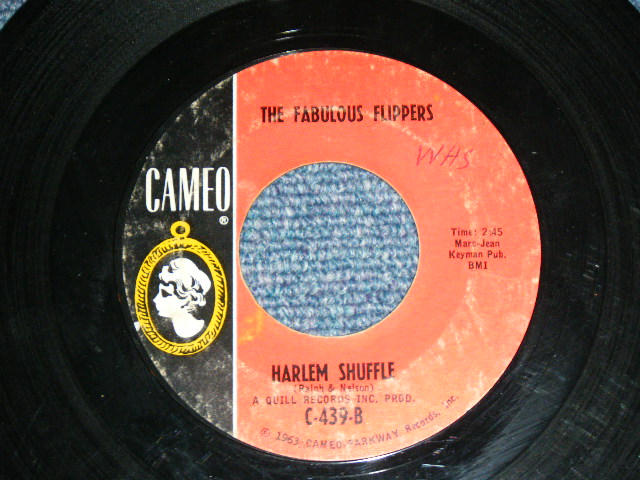 THE FABULOUS FLIPPERS
WHS
CAMEO
®
Time: 2:45
Marc-Jean
Keyman Pub.
BMI
HARLEM SHUFFLE
(Ralph & Nelson)
A QUILL RECORDS INC. PROD.
C-439-B
© 1963 CAMEO-PARKWAY Records, Inc.